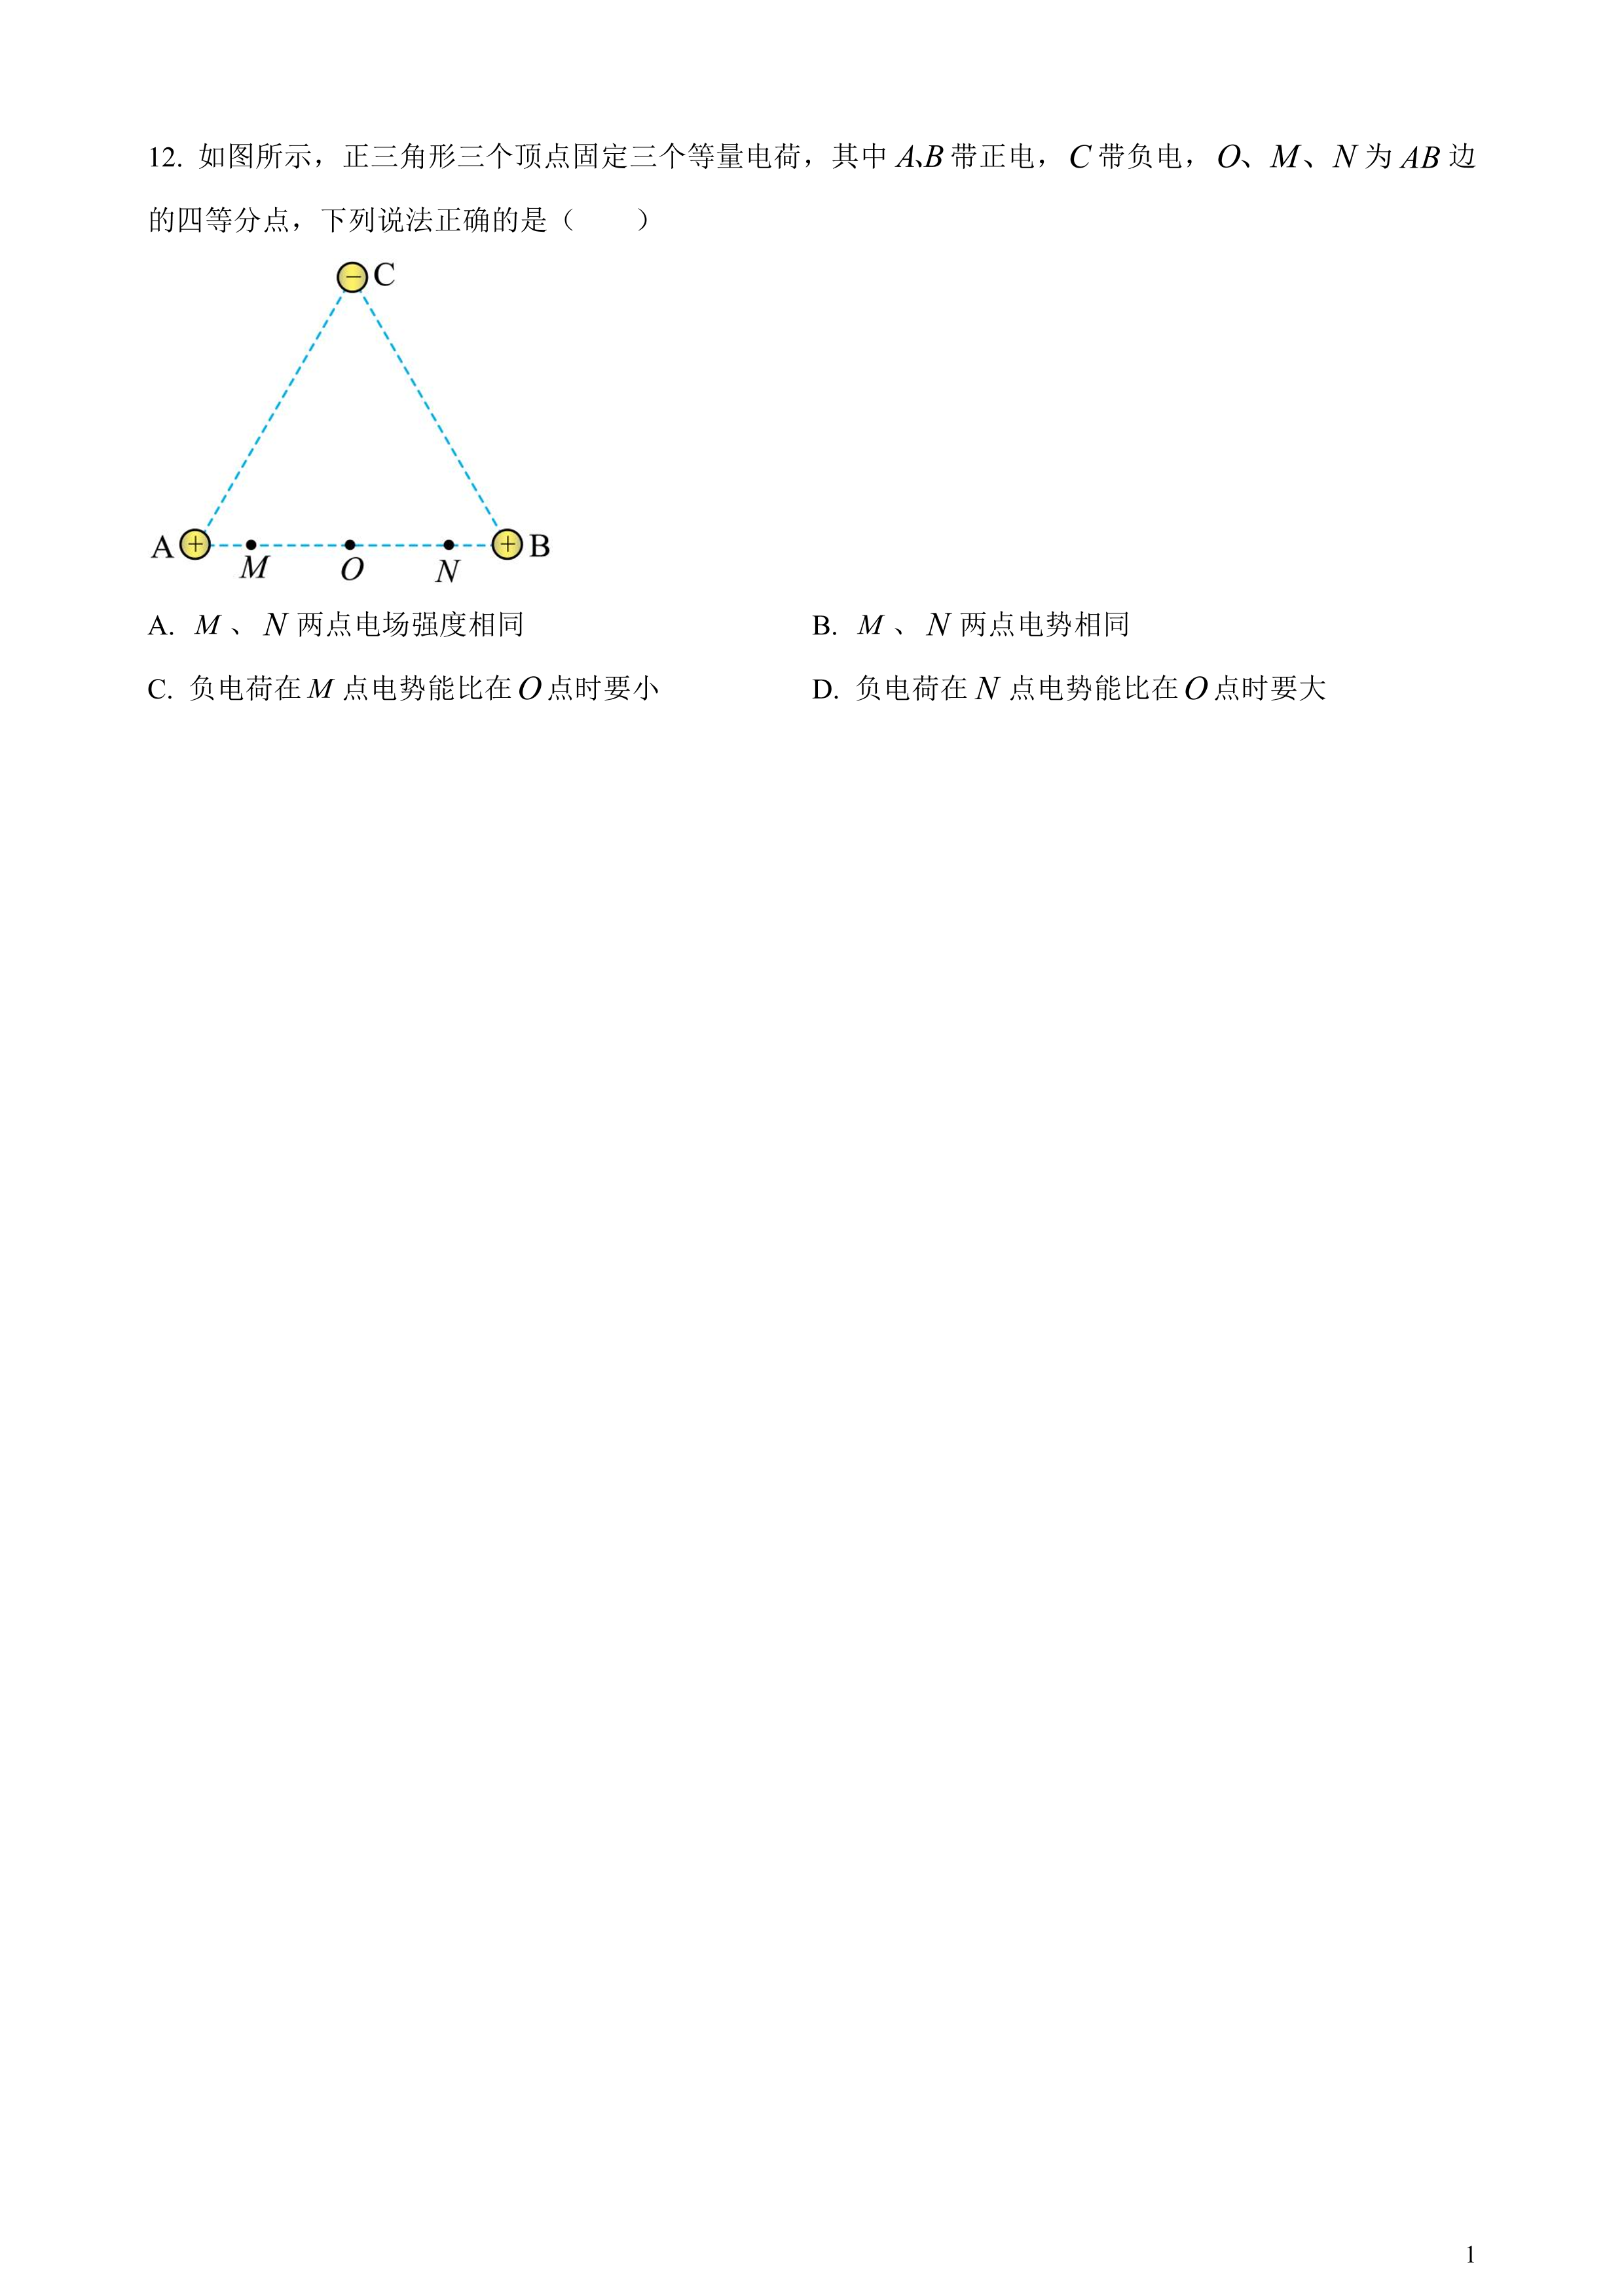 12. 如图所示，正三角形三个顶点固定三个等量电荷，其中 A、B 带正电，C 带负电，O、M、N 为 AB 边
的四等分点，下列说法正确的是（　　）
− C
A + M O N + B
A. M、N 两点电场强度相同 B. M、N 两点电势相同
C. 负电荷在 M 点电势能比在 O 点时要小 D. 负电荷在 N 点电势能比在 O 点时要大
1